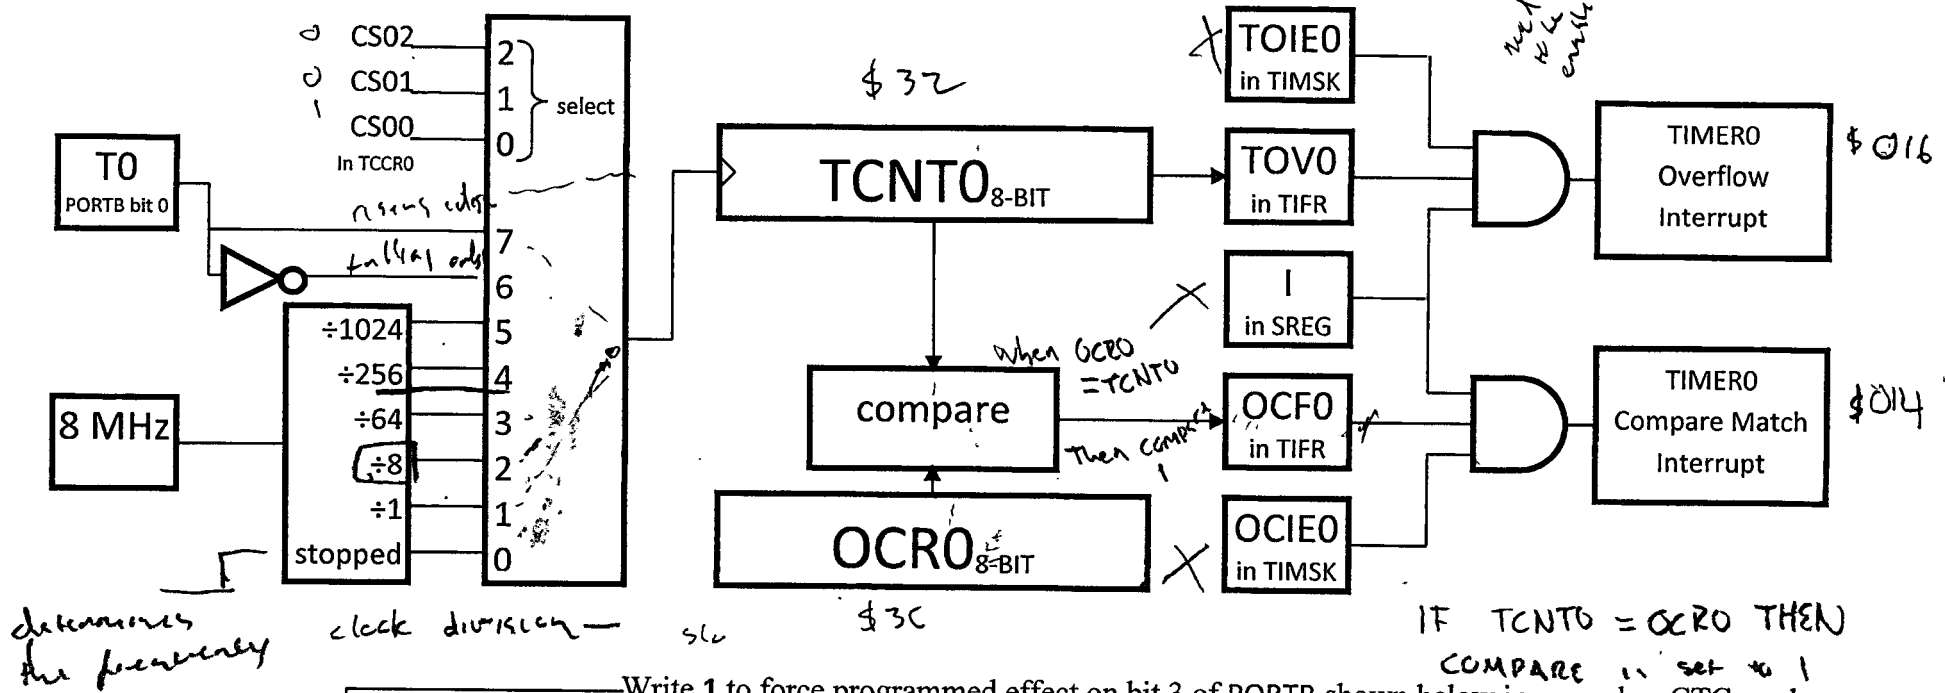 0 CS02
0 CS01
1 CS00
In TCCR0
2
1
0
select
T0
PORTB bit 0
rising edge
7
falling edge
6
÷1024 5
÷256 4
÷64 3
÷8 2
÷1 1
stopped 0
8 MHz
determines
the frequency
clock division
$32
TCNT0 8-BIT
when OCR0
= TCNT0
compare
Then compare
1
OCR0 8-BIT
X TOIE0
in TIMSK
TOV0
in TIFR
X I
in SREG
OCF0
in TIFR
X OCIE0
in TIMSK
TIMER0
Overflow
Interrupt
$016
TIMER0
Compare Match
Interrupt
$014
IF TCNT0 = OCR0 THEN
COMPARE is set to 1
Write 1 to force programmed effect on bit 3 of PORTB shown below